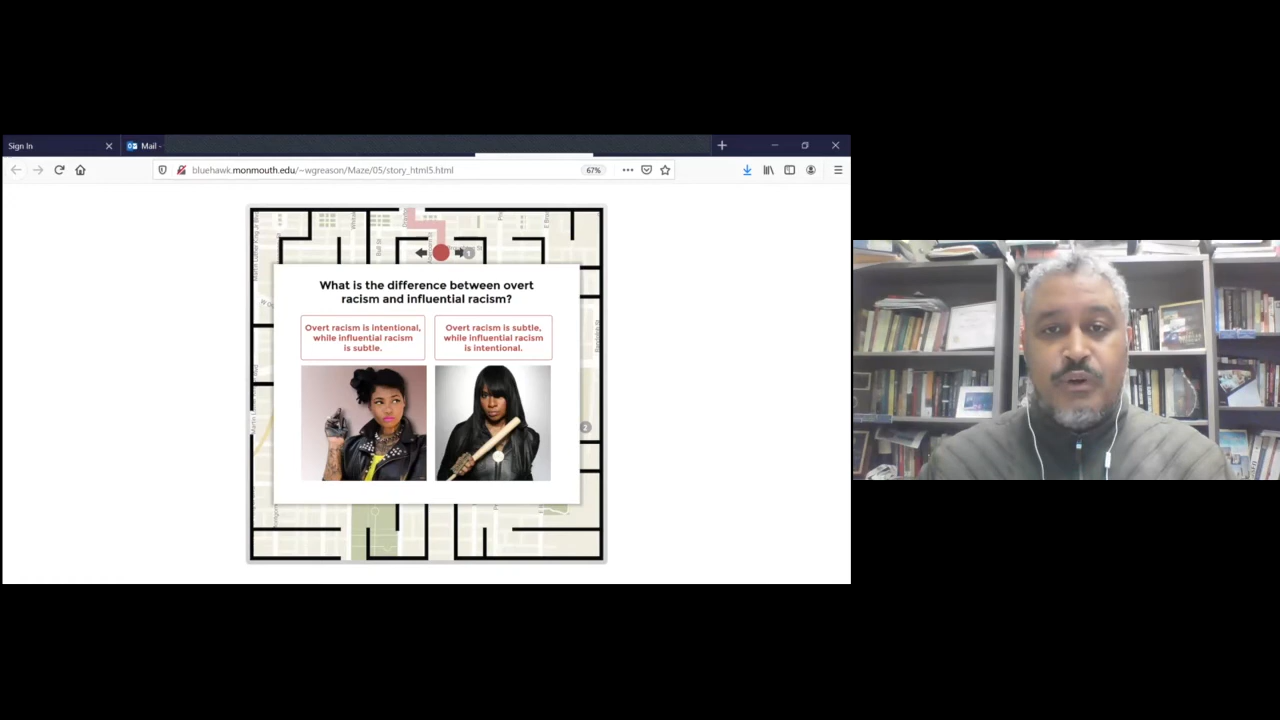 Sign In
Mail -
bluehawk.monmouth.edu/~wgreason/Maze/05/story_html5.html
67%
1
What is the difference between overt
racism and influential racism?
Overt racism is intentional,
while influential racism
is subtle.
Overt racism is subtle,
while influential racism
is intentional.
2